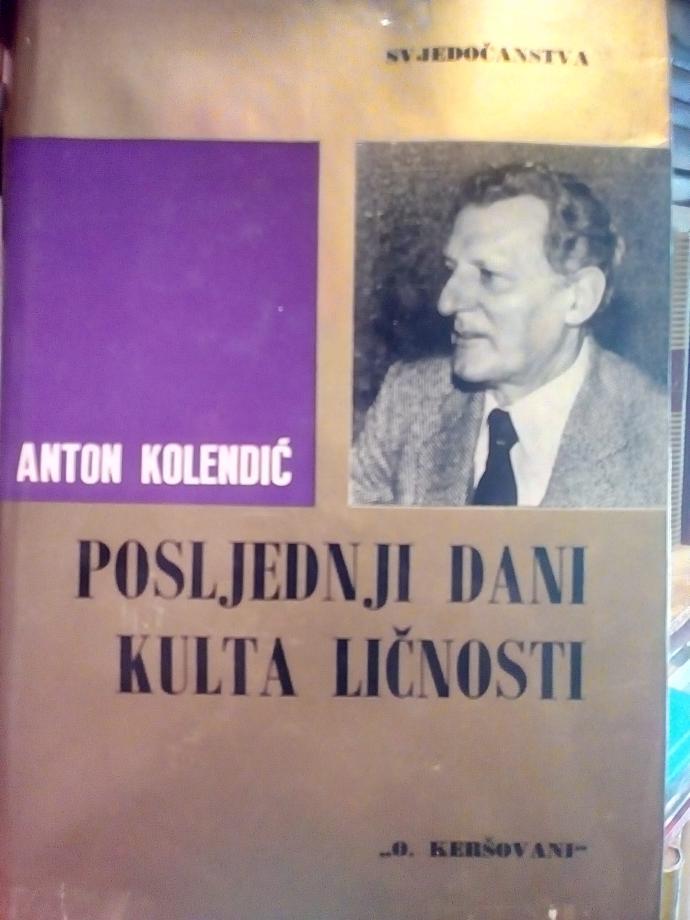 SVJEDOČANSTVA
ANTON KOLENDIĆ
POSLJEDNJI DANI
KULTA LIČNOSTI
„O. KERŠOVANI“